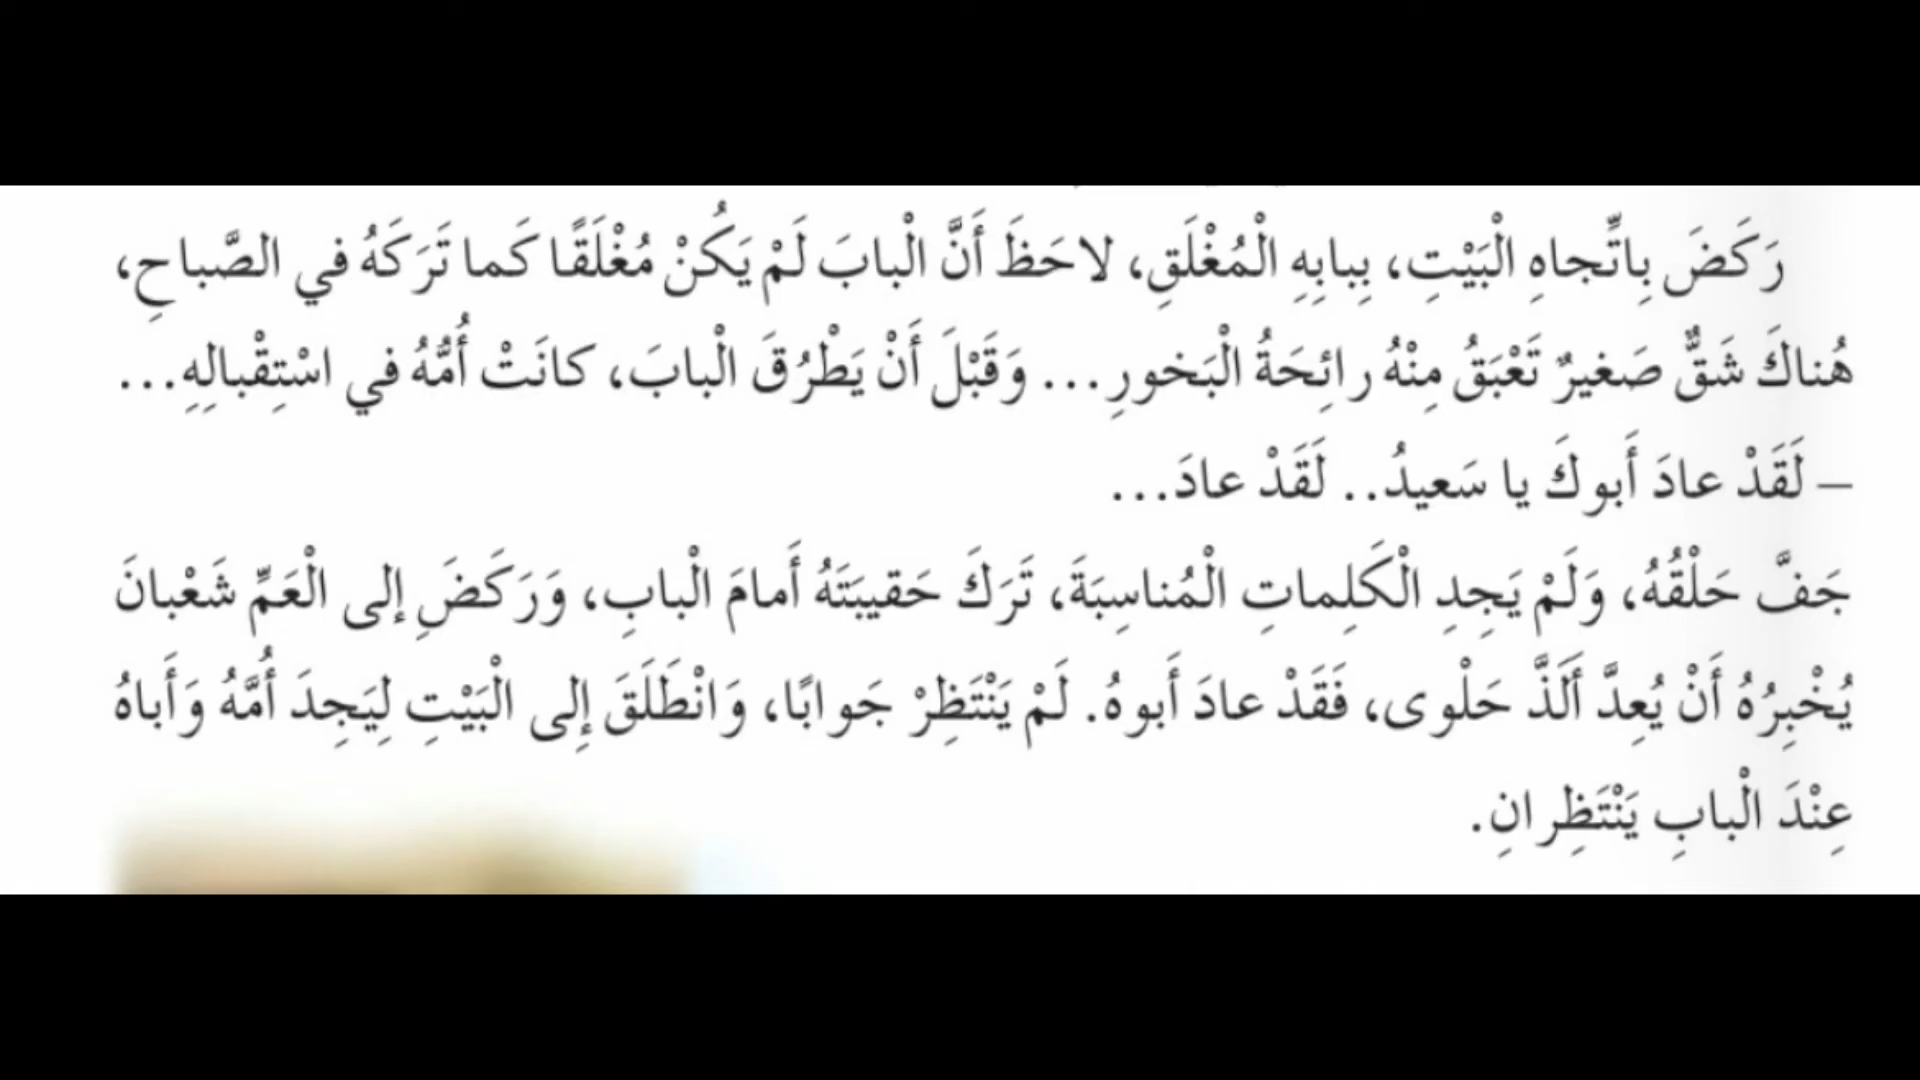 رَكَضَ بِاتِّجاهِ الْبَيْتِ، بِبابِهِ الْمُغْلَقِ، لاحَظَ أَنَّ الْبابَ لَمْ يَكُنْ مُغْلَقًا كَما تَرَكَهُ في الصَّباحِ،
هُناكَ شَقٌّ صَغيرٌ تَعْبَقُ مِنْهُ رائِحَةُ الْبَخورِ... وَقَبْلَ أَنْ يَطْرُقَ الْبابَ، كانَتْ أُمُّهُ في اسْتِقْبالِهِ...
– لَقَدْ عادَ أَبوكَ يا سَعيدُ.. لَقَدْ عادَ...
جَفَّ حَلْقُهُ، وَلَمْ يَجِدِ الْكَلِماتِ الْمُناسِبَةَ، تَرَكَ حَقيبَتَهُ أَمامَ الْبابِ، وَرَكَضَ إِلى الْعَمِّ شَعْبانَ
يُخْبِرُهُ أَنْ يُعِدَّ أَلَذَّ حَلْوى، فَقَدْ عادَ أَبوهُ. لَمْ يَنْتَظِرْ جَوابًا، وَانْطَلَقَ إِلى الْبَيْتِ لِيَجِدَ أُمَّهُ وَأَباهُ
عِنْدَ الْبابِ يَنْتَظِرانِ.